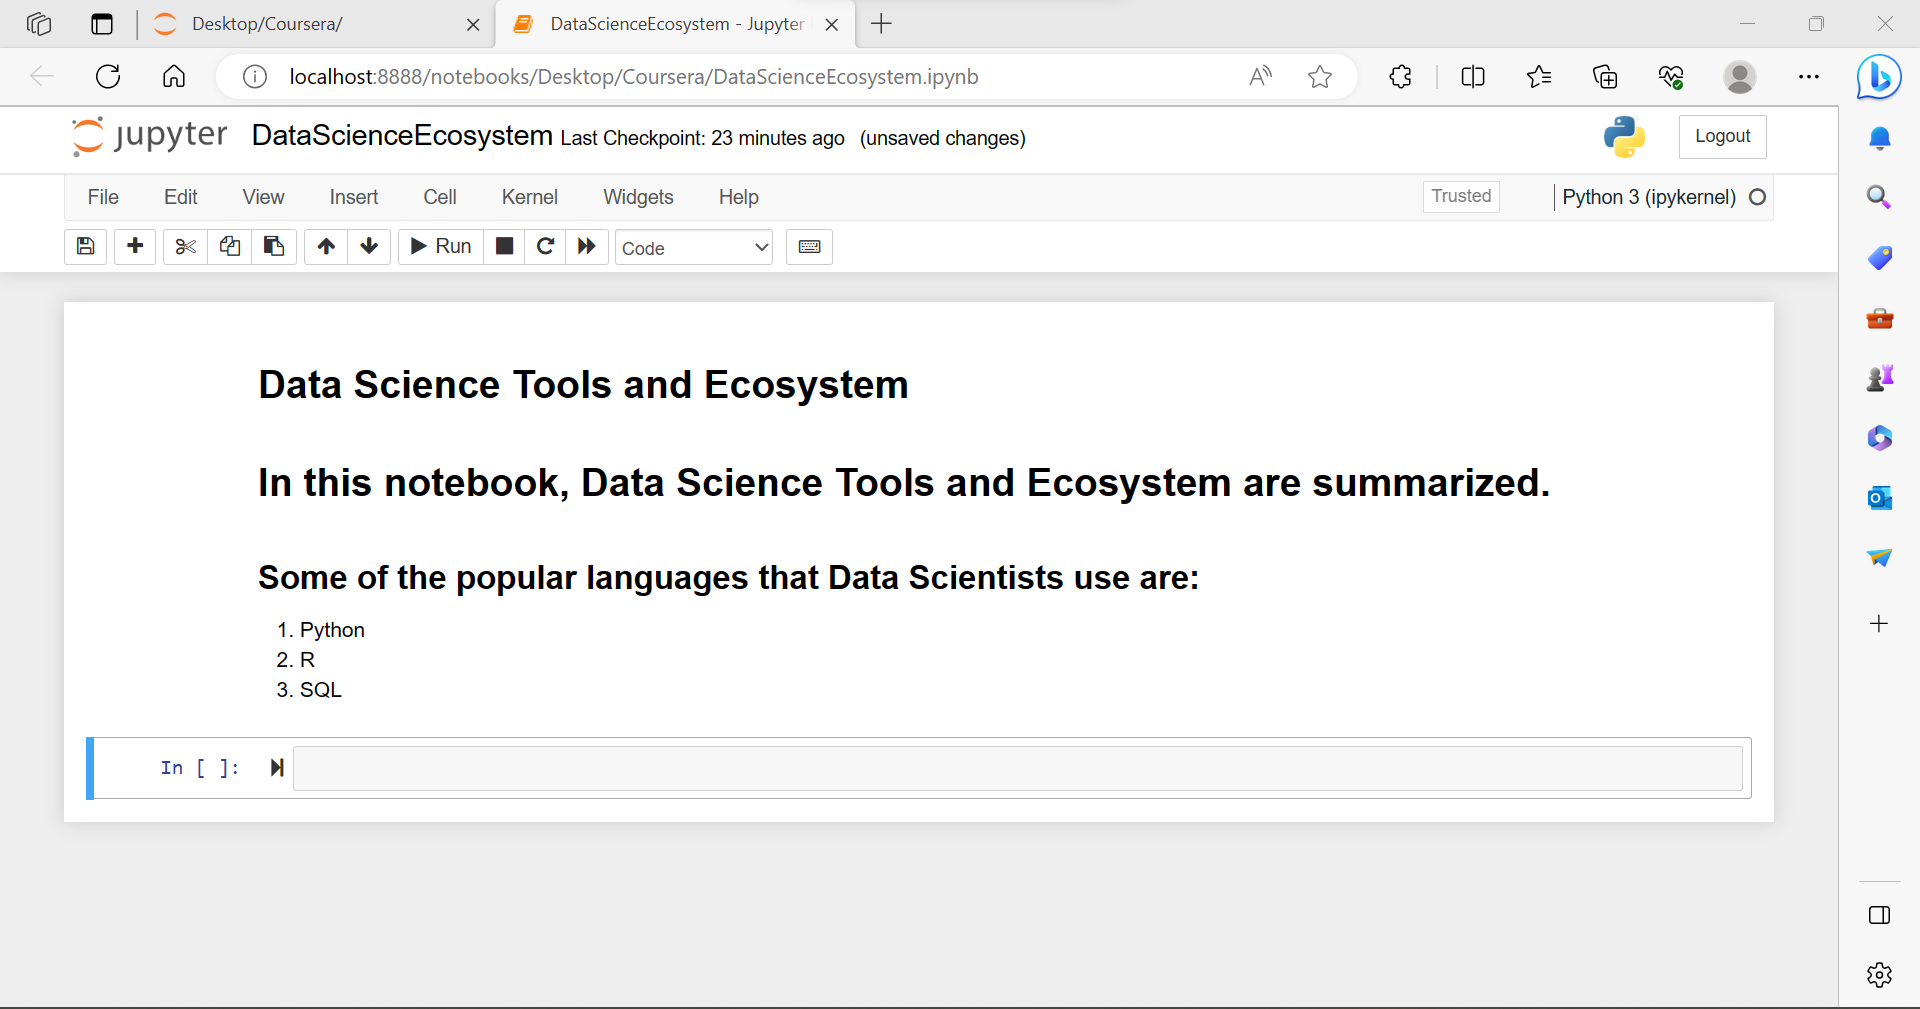 Desktop/Coursera/
DataScienceEcosystem - Jupyter
localhost:8888/notebooks/Desktop/Coursera/DataScienceEcosystem.ipynb
jupyter DataScienceEcosystem Last Checkpoint: 23 minutes ago (unsaved changes)
Logout
File Edit View Insert Cell Kernel Widgets Help
Trusted
Python 3 (ipykernel)
Run
Code
Data Science Tools and Ecosystem
In this notebook, Data Science Tools and Ecosystem are summarized.
Some of the popular languages that Data Scientists use are:
1. Python
2. R
3. SQL
In [ ]: